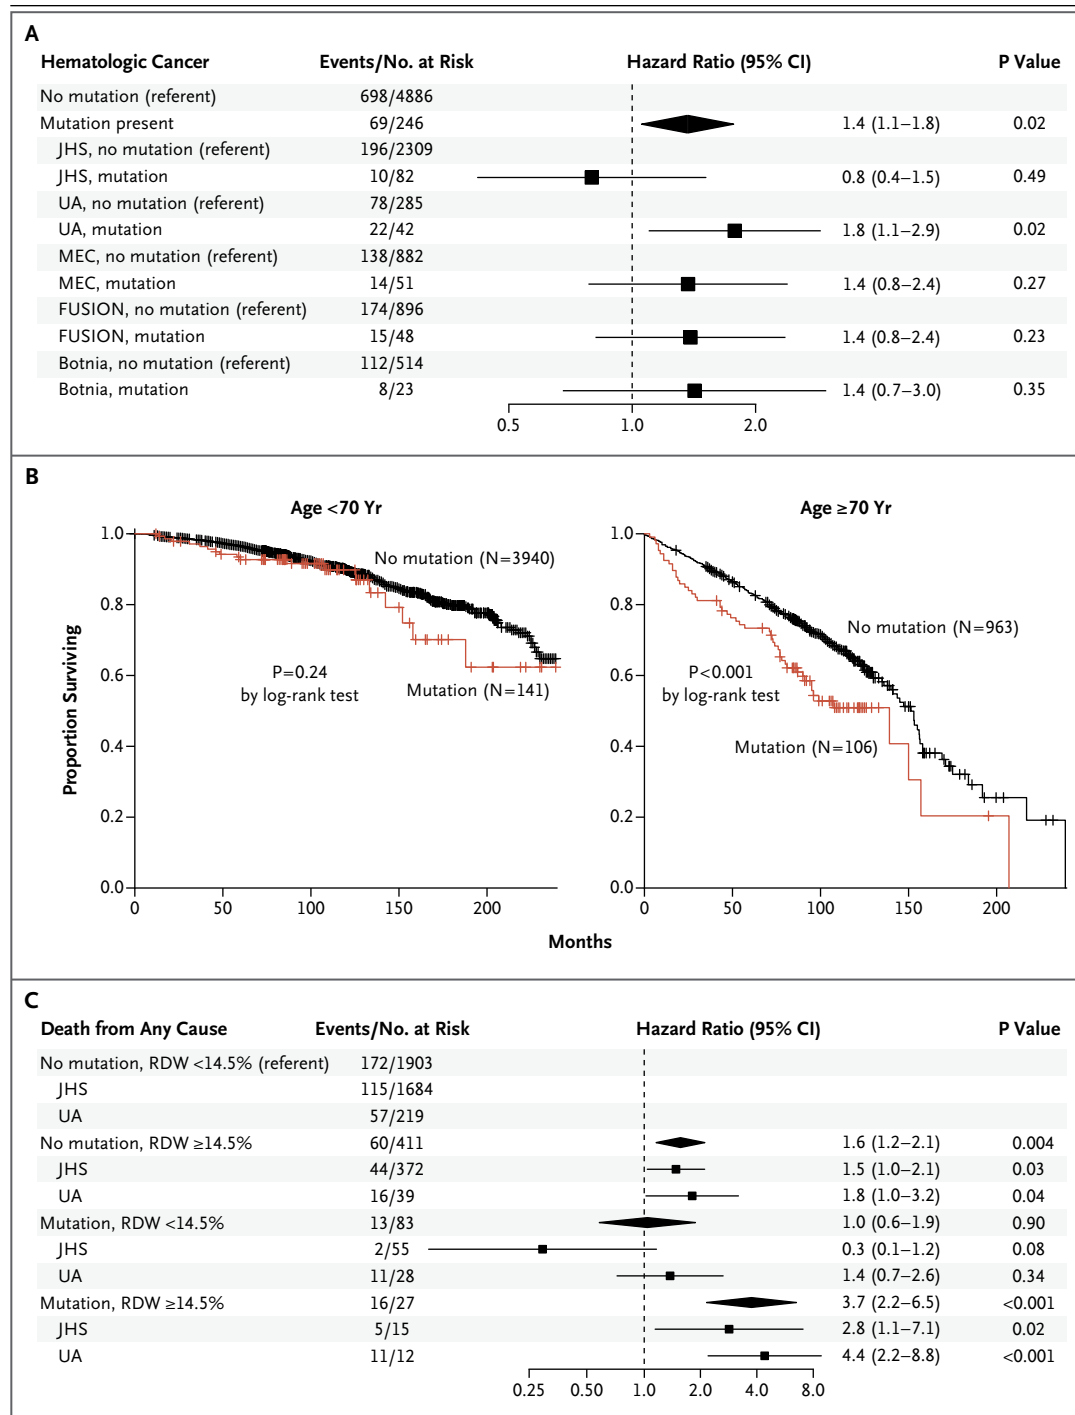 A
Hematologic Cancer Events/No. at Risk Hazard Ratio (95% CI) P Value
No mutation (referent) 698/4886
Mutation present 69/246 1.4 (1.1–1.8) 0.02
JHS, no mutation (referent) 196/2309
JHS, mutation 10/82 0.8 (0.4–1.5) 0.49
UA, no mutation (referent) 78/285
UA, mutation 22/42 1.8 (1.1–2.9) 0.02
MEC, no mutation (referent) 138/882
MEC, mutation 14/51 1.4 (0.8–2.4) 0.27
FUSION, no mutation (referent) 174/896
FUSION, mutation 15/48 1.4 (0.8–2.4) 0.23
Botnia, no mutation (referent) 112/514
Botnia, mutation 8/23 1.4 (0.7–3.0) 0.35
0.5 1.0 2.0
B
Age <70 Yr
Proportion Surviving
1.0
0.8
0.6
0.4
0.2
0.0
No mutation (N=3940)
P=0.24
by log-rank test
Mutation (N=141)
0 50 100 150 200
Age ≥70 Yr
1.0
0.8
0.6
0.4
0.2
0.0
No mutation (N=963)
P<0.001
by log-rank test
Mutation (N=106)
0 50 100 150 200
Months
C
Death from Any Cause Events/No. at Risk Hazard Ratio (95% CI) P Value
No mutation, RDW <14.5% (referent) 172/1903
JHS 115/1684
UA 57/219
No mutation, RDW ≥14.5% 60/411 1.6 (1.2–2.1) 0.004
JHS 44/372 1.5 (1.0–2.1) 0.03
UA 16/39 1.8 (1.0–3.2) 0.04
Mutation, RDW <14.5% 13/83 1.0 (0.6–1.9) 0.90
JHS 2/55 0.3 (0.1–1.2) 0.08
UA 11/28 1.4 (0.7–2.6) 0.34
Mutation, RDW ≥14.5% 16/27 3.7 (2.2–6.5) <0.001
JHS 5/15 2.8 (1.1–7.1) 0.02
UA 11/12 4.4 (2.2–8.8) <0.001
0.25 0.50 1.0 2.0 4.0 8.0